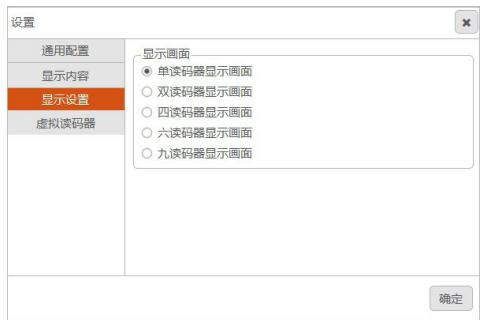 设置
通用配置
显示内容
显示设置
虚拟读码器
显示画面
单读码器显示画面
双读码器显示画面
四读码器显示画面
六读码器显示画面
九读码器显示画面
确定